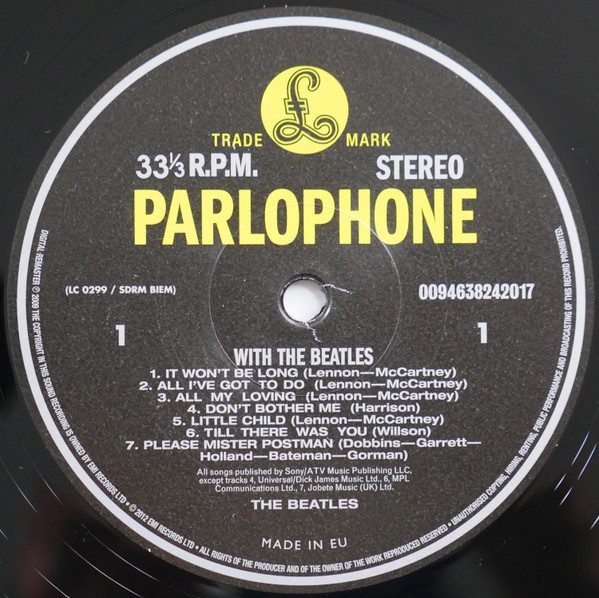 TRADE MARK
33⅓ R.P.M. STEREO
PARLOPHONE
(LC 0299 / SDRM BIEM) 0094638242017
1 1
WITH THE BEATLES
1. IT WON'T BE LONG (Lennon—McCartney)
2. ALL I'VE GOT TO DO (Lennon—McCartney)
3. ALL MY LOVING (Lennon—McCartney)
4. DON'T BOTHER ME (Harrison)
5. LITTLE CHILD (Lennon—McCartney)
6. TILL THERE WAS YOU (Willson)
7. PLEASE MISTER POSTMAN (Dobbins—Garrett—
Holland—Bateman—Gorman)
All songs published by Sony/ATV Music Publishing LLC,
except tracks 4, Universal/Dick James Music Ltd., 6, MPL
Communications Ltd., 7, Jobete Music (UK) Ltd.
THE BEATLES
MADE IN EU
DIGITAL REMASTER ℗ 2009 THE COPYRIGHT IN THIS SOUND RECORDING IS OWNED BY EMI RECORDS LTD • © 2012 EMI RECORDS LTD • ALL RIGHTS OF THE PRODUCER AND OF THE OWNER OF THE WORK REPRODUCED RESERVED • UNAUTHORISED COPYING, HIRING, RENTING, PUBLIC PERFORMANCE AND BROADCASTING OF THIS RECORD PROHIBITED.